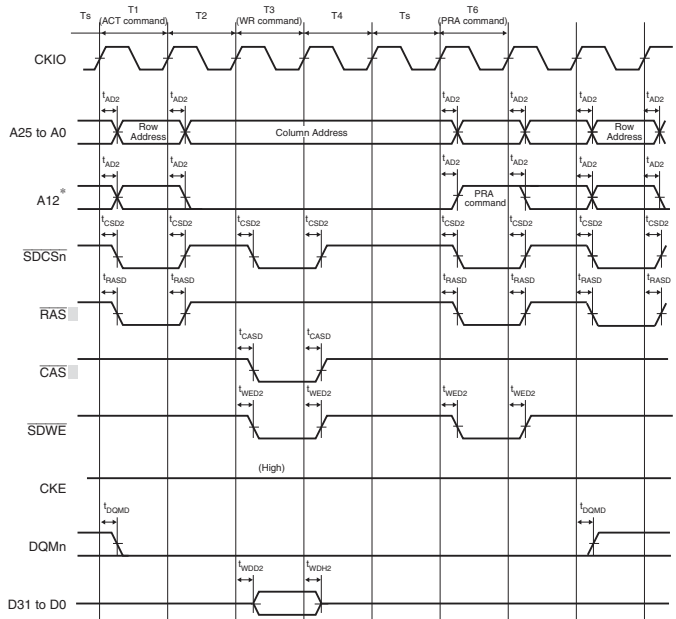 Ts T1 T2 T3 T4 Ts T6
(ACT command) (WR command) (PRA command)
CKIO
tAD2 tAD2 tAD2 tAD2 tAD2 tAD2
A25 to A0 Row Address Column Address Row Address
tAD2 tAD2 tAD2 tAD2 tAD2 tAD2
A12* PRA command
tCSD2 tCSD2 tCSD2 tCSD2 tCSD2 tCSD2 tCSD2 tCSD2
SDCSn
tRASD tRASD tRASD tRASD tRASD tRASD
RAS
tCASD tCASD
CAS
tWED2 tWED2 tWED2 tWED2
SDWE
(High)
CKE
tDQMD tDQMD
DQMn
tWDD2 tWDH2
D31 to D0